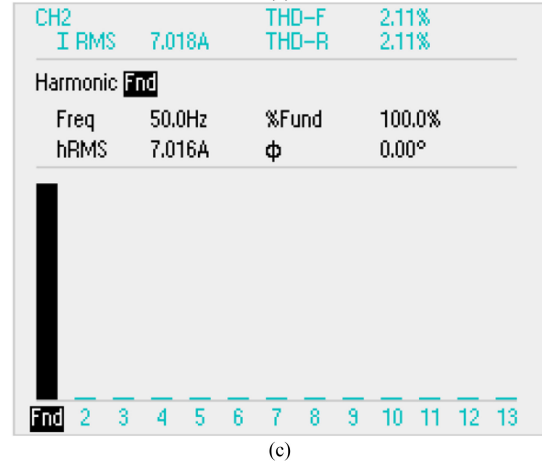 CH2 THD-F 2.11%
I RMS 7.018A THD-R 2.11%
Harmonic Fnd
Freq 50.0Hz %Fund 100.0%
hRMS 7.016A Φ 0.00°
Fnd 2 3 4 5 6 7 8 9 10 11 12 13
(c)